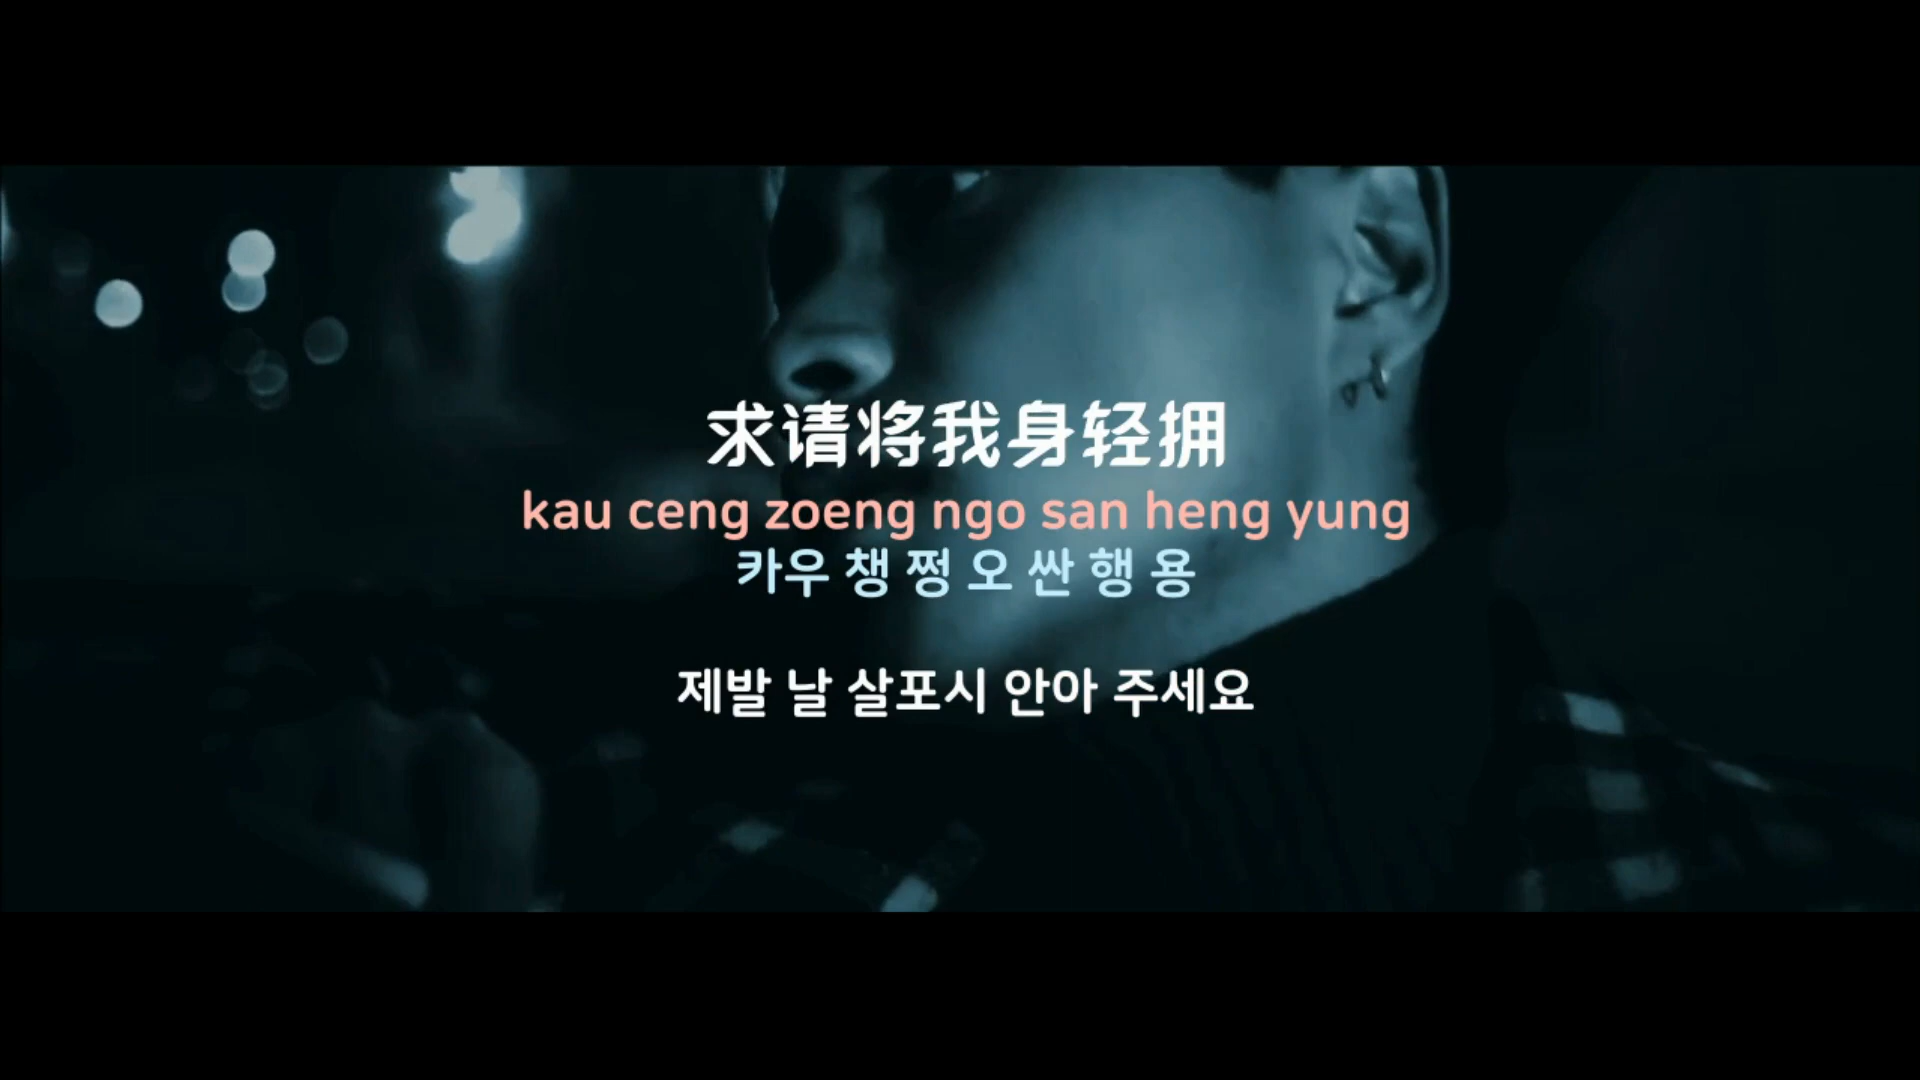 求请将我身轻拥
kau ceng zoeng ngo san heng yung
카우 챙 쩡 오 싼 행 용
제발 날 살포시 안아 주세요